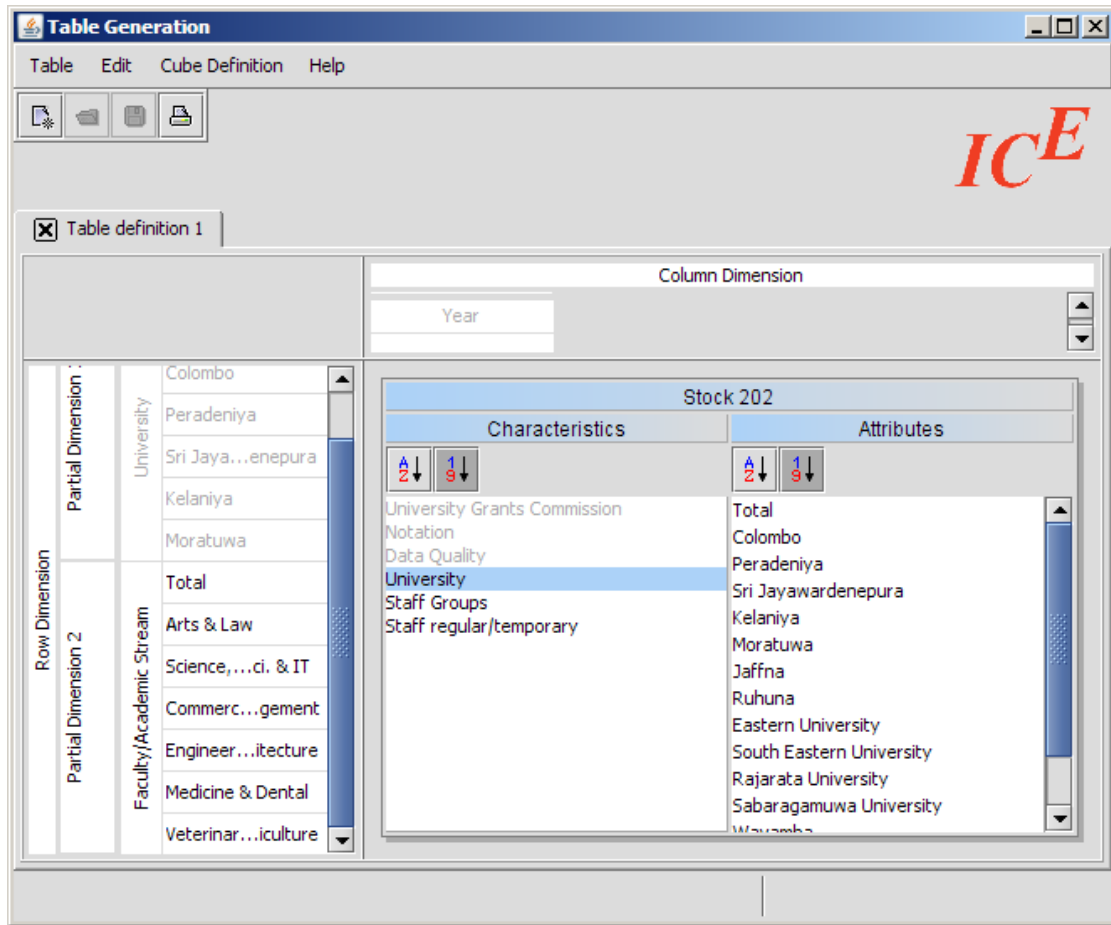 Table Generation
Table Edit Cube Definition Help
ICE
Table definition 1
Column Dimension
Year
Row Dimension
Partial Dimension
University
Colombo
Peradeniya
Sri Jaya...enepura
Kelaniya
Moratuwa
Partial Dimension 2
Faculty/Academic Stream
Total
Arts & Law
Science,...ci. & IT
Commerc...gement
Engineer...itecture
Medicine & Dental
Veterinar...iculture
Stock 202
Characteristics
University Grants Commission
Notation
Data Quality
University
Staff Groups
Staff regular/temporary
Attributes
Total
Colombo
Peradeniya
Sri Jayawardenepura
Kelaniya
Moratuwa
Jaffna
Ruhuna
Eastern University
South Eastern University
Rajarata University
Sabaragamuwa University
Wayamba